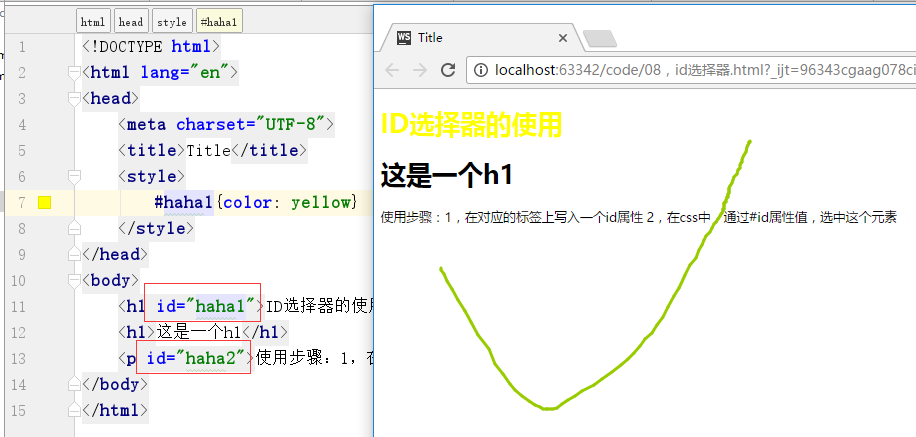 html head style #haha1
1 <!DOCTYPE html>
2 <html lang="en">
3 <head>
4 <meta charset="UTF-8">
5 <title>Title</title>
6 <style>
7 #haha1{color: yellow}
8 </style>
9 </head>
10 <body>
11 <h1 id="haha1">ID选择器的使用
12 <h1>这是一个h1</h1>
13 <p id="haha2">使用步骤：1，在
14 </body>
15 </html>
WS Title
localhost:63342/code/08，id选择器.html?_ijt=96343cgaag078ci
ID选择器的使用
这是一个h1
使用步骤：1，在对应的标签上写入一个id属性 2，在css中，通过#id属性值，选中这个元素